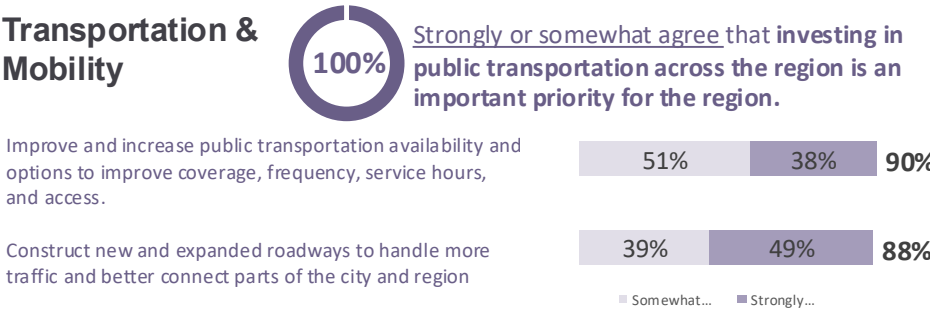 Transportation &
Mobility
100%
Strongly or somewhat agree that investing in
public transportation across the region is an
important priority for the region.
Improve and increase public transportation availability and
options to improve coverage, frequency, service hours,
and access.
51% 38% 90%
Construct new and expanded roadways to handle more
traffic and better connect parts of the city and region
39% 49% 88%
Somewhat... Strongly...